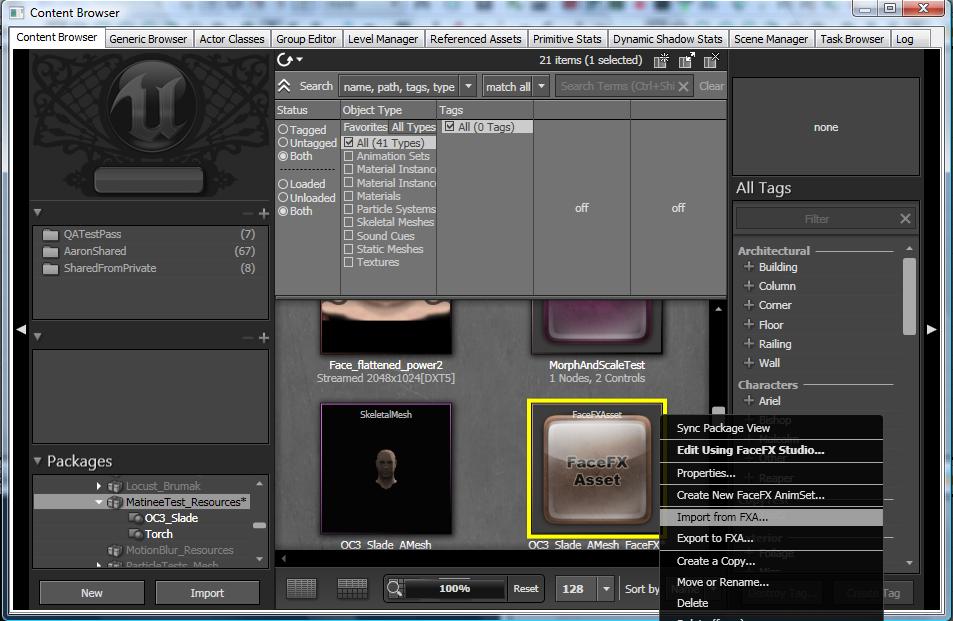 Content Browser
Content Browser
Generic Browser
Actor Classes
Group Editor
Level Manager
Referenced Assets
Primitive Stats
Dynamic Shadow Stats
Scene Manager
Task Browser
Log
21 items (1 selected)
Search
name, path, tags, type
match all
Search Terms (Ctrl+Shi
Clear
Status
Object Type
Tags
Tagged
Untagged
Both
Loaded
Unloaded
Both
Favorites
All Types
All (41 Types)
Animation Sets
Material Instanc
Material Instanc
Materials
Particle Systems
Skeletal Meshes
Sound Cues
Static Meshes
Textures
All (0 Tags)
off
off
none
All Tags
Filter
Architectural
Building
Column
Corner
Floor
Railing
Wall
Characters
Ariel
QATestPass (7)
AaronShared (67)
SharedFromPrivate (8)
Packages
Locust_Brumak
MatineeTest_Resources*
OC3_Slade
Torch
MotionBlur_Resources
ParticleTests_Mesh
New
Import
Face_flattened_power2
Streamed 2048x1024[DXT5]
MorphAndScaleTest
1 Nodes, 2 Controls
SkeletalMesh
OC3_Slade_AMesh
FaceFXAsset
FaceFX
Asset
OC3_Slade_AMesh_FaceFX
Sync Package View
Edit Using FaceFX Studio...
Properties...
Create New FaceFX AnimSet...
Import from FXA...
Export to FXA...
Create a Copy...
Move or Rename...
Delete
100%
Reset
128
Sort by
Name
Bishop
Reaper
Foliage
Destroy Tag...
Create Tag